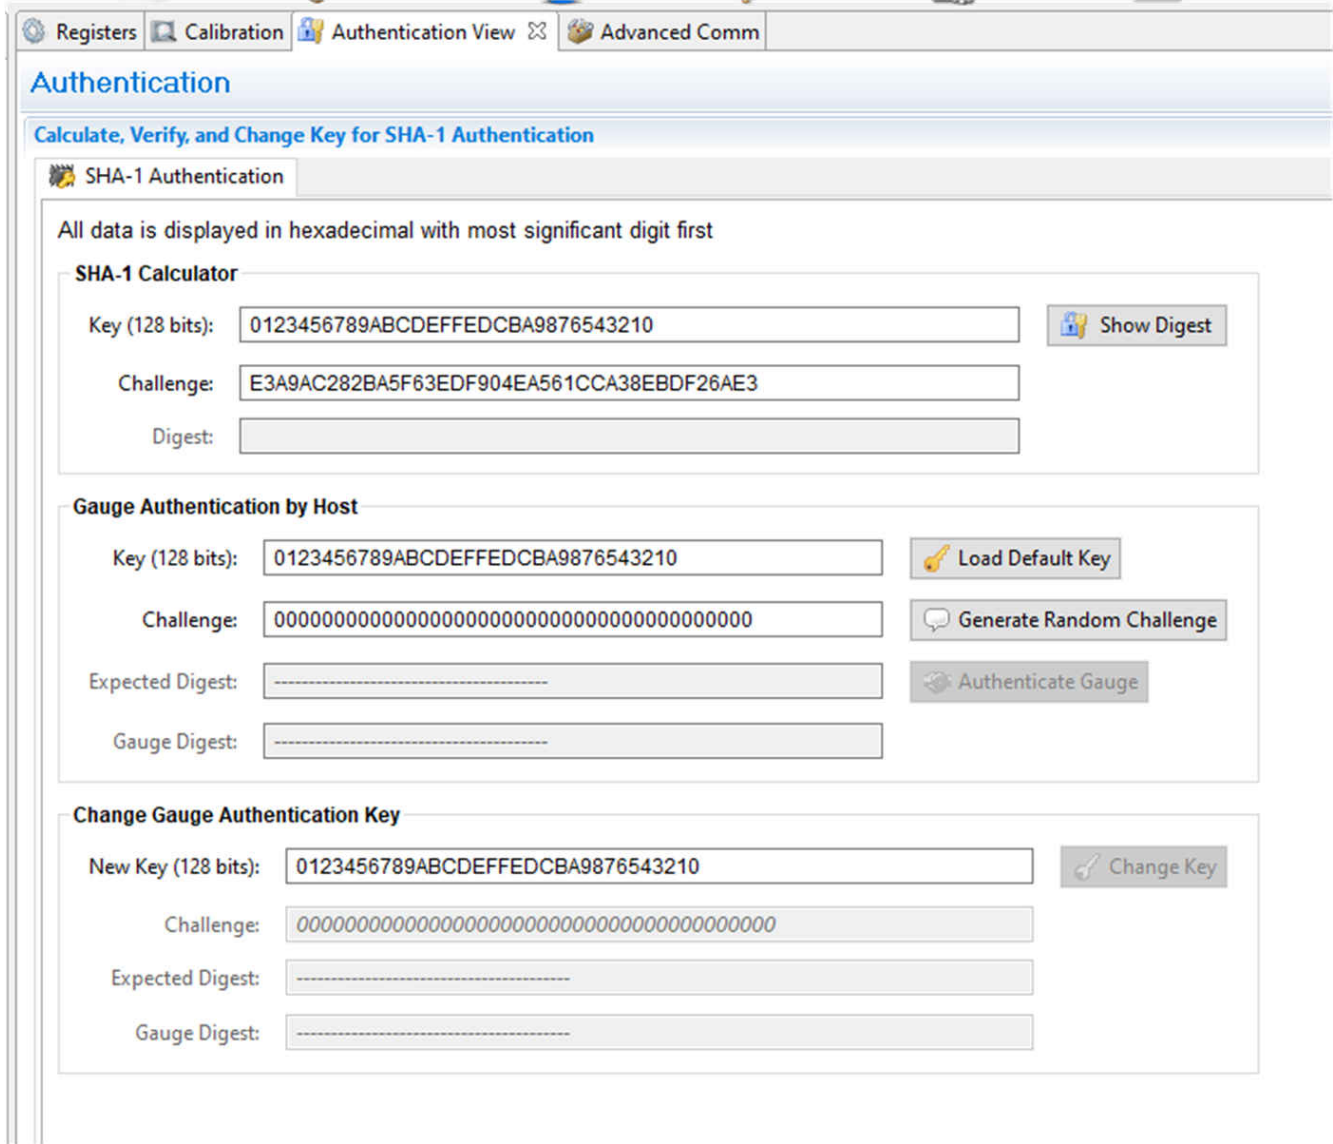 Registers Calibration Authentication View Advanced Comm
Authentication
Calculate, Verify, and Change Key for SHA-1 Authentication
SHA-1 Authentication
All data is displayed in hexadecimal with most significant digit first
SHA-1 Calculator
Key (128 bits): 0123456789ABCDEFFEDCBA9876543210 Show Digest
Challenge: E3A9AC282BA5F63EDF904EA561CCA38EBDF26AE3
Digest:
Gauge Authentication by Host
Key (128 bits): 0123456789ABCDEFFEDCBA9876543210 Load Default Key
Challenge: 0000000000000000000000000000000000000000 Generate Random Challenge
Expected Digest: ---------------------------------------- Authenticate Gauge
Gauge Digest: ----------------------------------------
Change Gauge Authentication Key
New Key (128 bits): 0123456789ABCDEFFEDCBA9876543210 Change Key
Challenge: 0000000000000000000000000000000000000000
Expected Digest: ----------------------------------------
Gauge Digest: ----------------------------------------